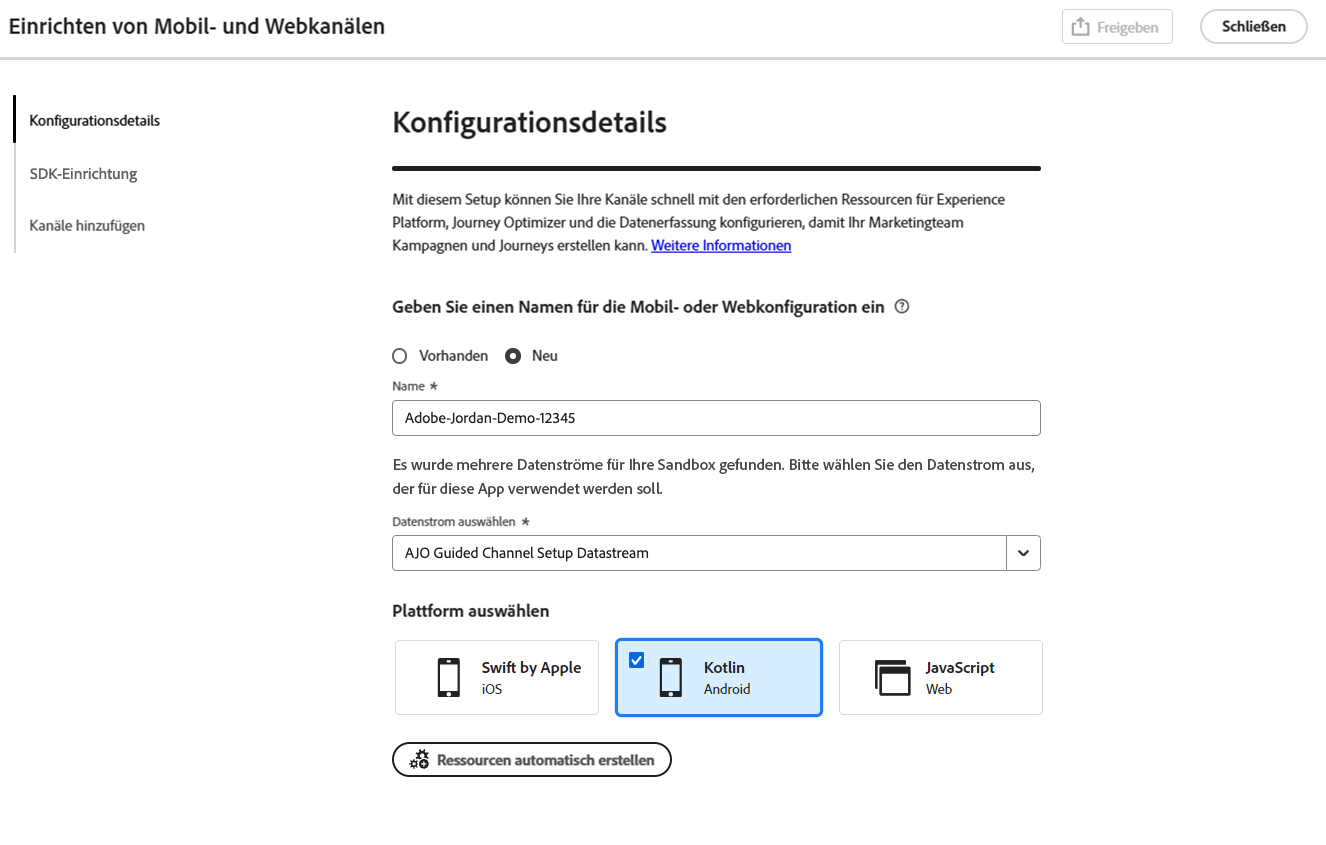 Einrichten von Mobil- und Webkanälen
Freigeben
Schließen
Konfigurationsdetails
SDK-Einrichtung
Kanäle hinzufügen
Konfigurationsdetails
Mit diesem Setup können Sie Ihre Kanäle schnell mit den erforderlichen Ressourcen für Experience
Platform, Journey Optimizer und die Datenerfassung konfigurieren, damit Ihr Marketingteam
Kampagnen und Journeys erstellen kann. Weitere Informationen
Geben Sie einen Namen für die Mobil- oder Webkonfiguration ein
Vorhanden
Neu
Name *
Adobe-Jordan-Demo-12345
Es wurde mehrere Datenströme für Ihre Sandbox gefunden. Bitte wählen Sie den Datenstrom aus,
der für diese App verwendet werden soll.
Datenstrom auswählen *
AJO Guided Channel Setup Datastream
Plattform auswählen
Swift by Apple
iOS
Kotlin
Android
JavaScript
Web
Ressourcen automatisch erstellen